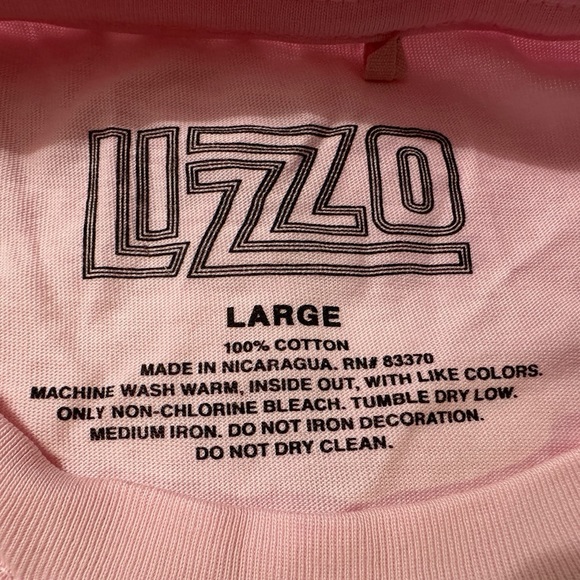 LIZZO
LARGE
100% COTTON
MADE IN NICARAGUA. RN# 83370
MACHINE WASH WARM, INSIDE OUT, WITH LIKE COLORS.
ONLY NON-CHLORINE BLEACH. TUMBLE DRY LOW.
MEDIUM IRON. DO NOT IRON DECORATION.
DO NOT DRY CLEAN.